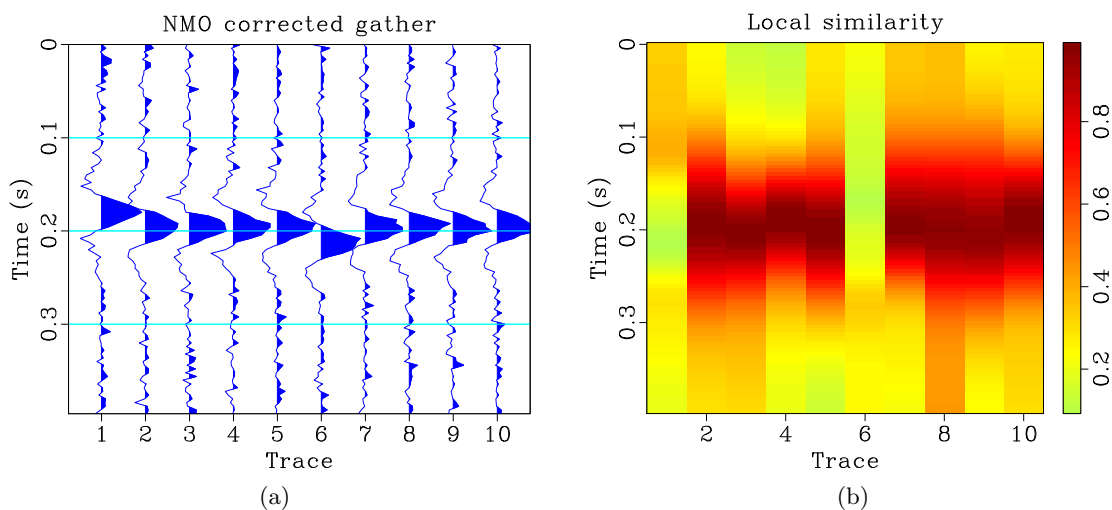 NMO corrected gather
0
0.1
0.2
0.3
Time (s)
1 2 3 4 5 6 7 8 9 10
Trace
(a)
Local similarity
0
0.1
0.2
0.3
Time (s)
2 4 6 8 10
Trace
0.8
0.6
0.4
0.2
(b)